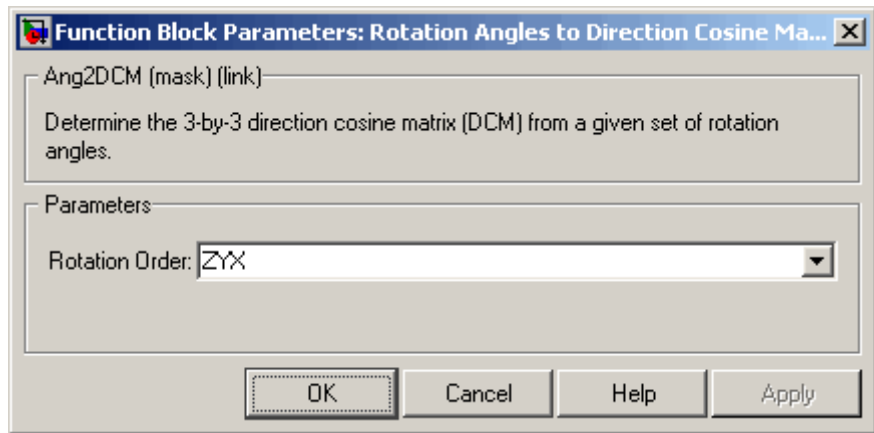 Function Block Parameters: Rotation Angles to Direction Cosine Ma...
Ang2DCM (mask) (link)
Determine the 3-by-3 direction cosine matrix (DCM) from a given set of rotation
angles.
Parameters
Rotation Order: ZYX
OK Cancel Help Apply